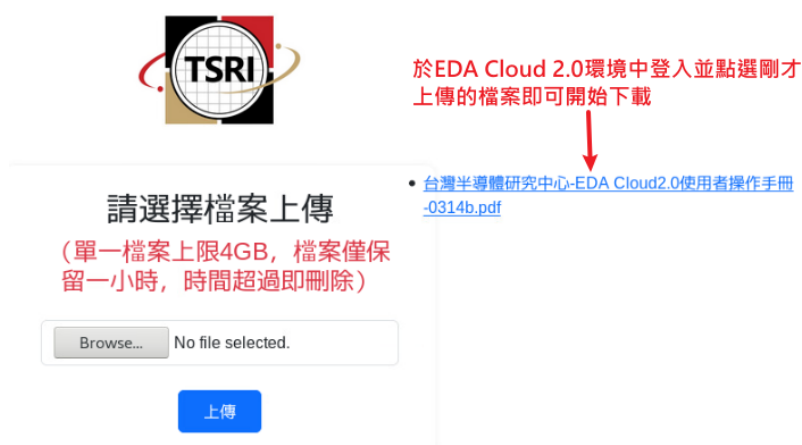 TSRI
於EDA Cloud 2.0環境中登入並點選剛才
上傳的檔案即可開始下載
請選擇檔案上傳
（單一檔案上限4GB，檔案僅保
留一小時，時間超過即刪除）
Browse... No file selected.
上傳
台灣半導體研究中心-EDA Cloud2.0使用者操作手冊
-0314b.pdf